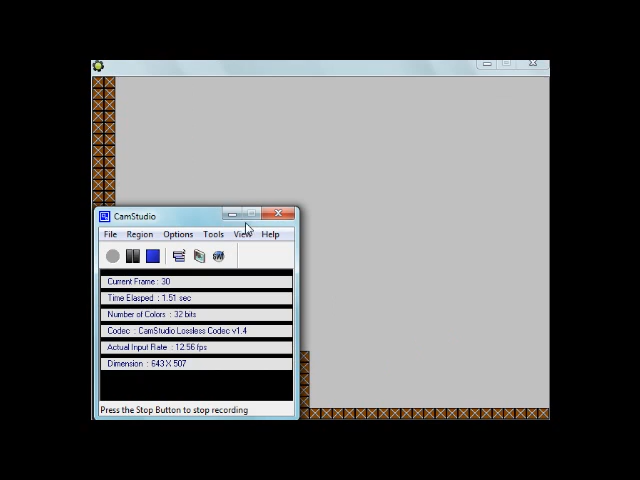 CamStudio
File Region Options Tools View Help
Current Frame : 30
Time Elasped : 1.51 sec
Number of Colors : 32 bits
Codec : CamStudio Lossless Codec v1.4
Actual Input Rate : 12.56 fps
Dimension : 643 X 507
Press the Stop Button to stop recording